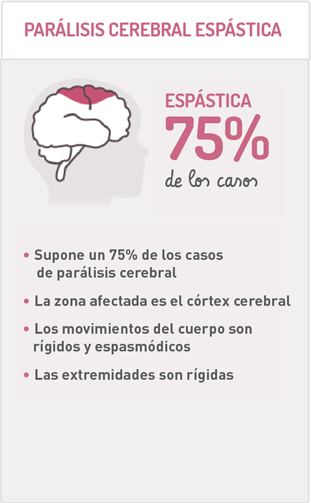 PARÁLISIS CEREBRAL ESPÁSTICA
ESPÁSTICA
75%
de los casos
• Supone un 75% de los casos
de parálisis cerebral
• La zona afectada es el córtex cerebral
• Los movimientos del cuerpo son
rígidos y espasmódicos
• Las extremidades son rígidas